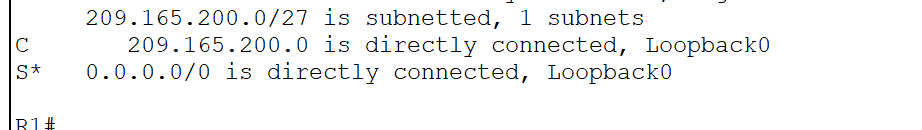 209.165.200.0/27 is subnetted, 1 subnets
C 209.165.200.0 is directly connected, Loopback0
S* 0.0.0.0/0 is directly connected, Loopback0
R1#